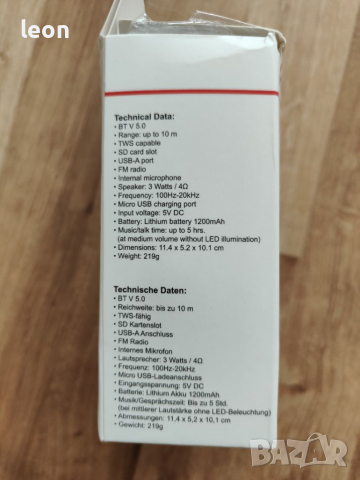 leon
Technical Data:
• BT V 5.0
• Range: up to 10 m
• TWS capable
• SD card slot
• USB-A port
• FM radio
• Internal microphone
• Speaker: 3 Watts / 4Ω
• Frequency: 100Hz-20kHz
• Micro USB charging port
• Input voltage: 5V DC
• Battery: Lithium battery 1200mAh
• Music/talk time: up to 5 hrs.
(at medium volume without LED illumination)
• Dimensions: 11.4 x 5.2 x 10.1 cm
• Weight: 219g
Technische Daten:
• BT V 5.0
• Reichweite: bis zu 10 m
• TWS-fähig
• SD Kartenslot
• USB-A Anschluss
• FM Radio
• Internes Mikrofon
• Lautsprecher: 3 Watts / 4Ω
• Frequenz: 100Hz-20kHz
• Micro USB-Ladeanschluss
• Eingangsspannung: 5V DC
• Batterie: Lithium Akku 1200mAh
• Musik/Gesprächszeit: Bis zu 5 Std.
(bei mittlerer Lautstärke ohne LED-Beleuchtung)
• Abmessungen: 11,4 x 5,2 x 10,1 cm
• Gewicht: 219g
BAZAR
bg